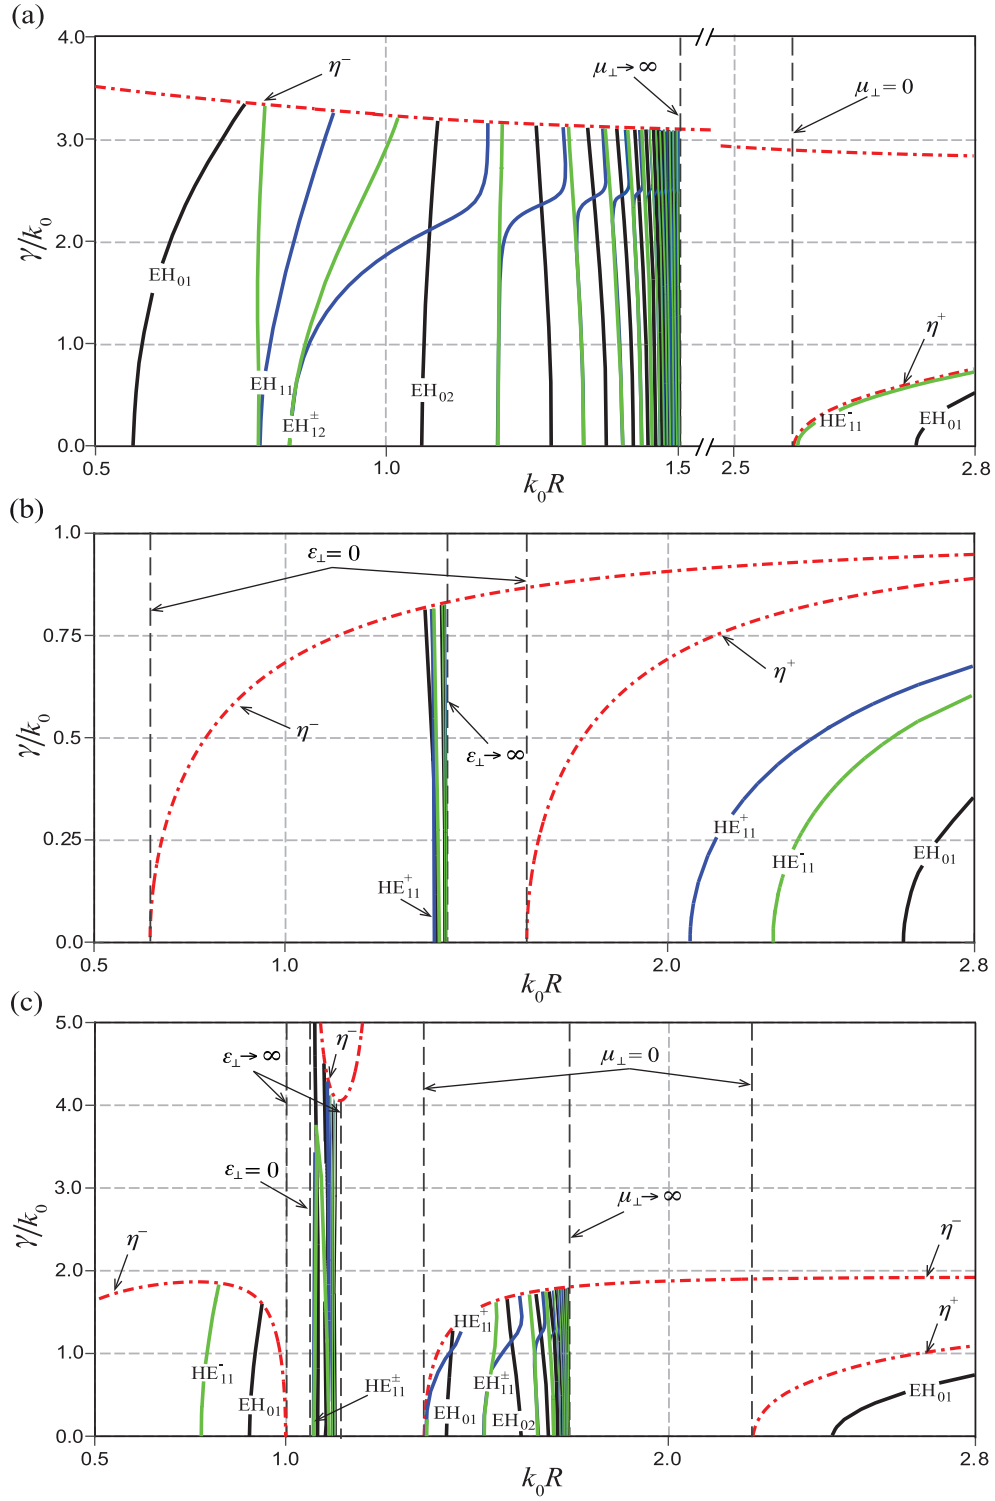 (a)
4.0
η⁻
μ⊥→∞
μ⊥=0
3.0
γ/k₀
2.0
EH₀₁
1.0
η⁺
EH₁₁
EH₀₂
EH₁₂±
HE₁₁⁻
EH₀₁
0.0
0.5 1.0 1.5 2.5 2.8
k₀R
(b)
1.0
ε⊥=0
0.75
η⁺
γ/k₀
η⁻
0.5
ε⊥→∞
0.25
HE₁₁⁺
HE₁₁⁻
EH₀₁
HE₁₁⁺
0.0
0.5 1.0 2.0 2.8
k₀R
(c)
5.0
ε⊥→∞
η⁻
μ⊥=0
4.0
ε⊥=0
3.0
μ⊥→∞
γ/k₀
η⁻
η⁻
2.0
η⁺
HE₁₁⁺
1.0
HE₁₁⁻
HE₁₁±
EH₁₁±
EH₀₁
EH₀₁
EH₀₁
EH₀₂
0.0
0.5 1.0 2.0 2.8
k₀R